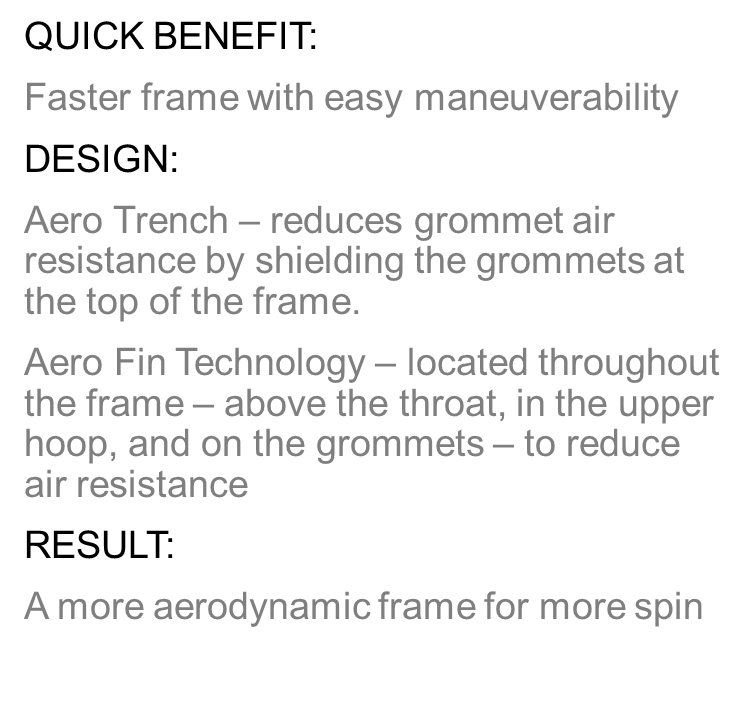 QUICK BENEFIT:
Faster frame with easy maneuverability
DESIGN:
Aero Trench – reduces grommet air
resistance by shielding the grommets at
the top of the frame.
Aero Fin Technology – located throughout
the frame – above the throat, in the upper
hoop, and on the grommets – to reduce
air resistance
RESULT:
A more aerodynamic frame for more spin